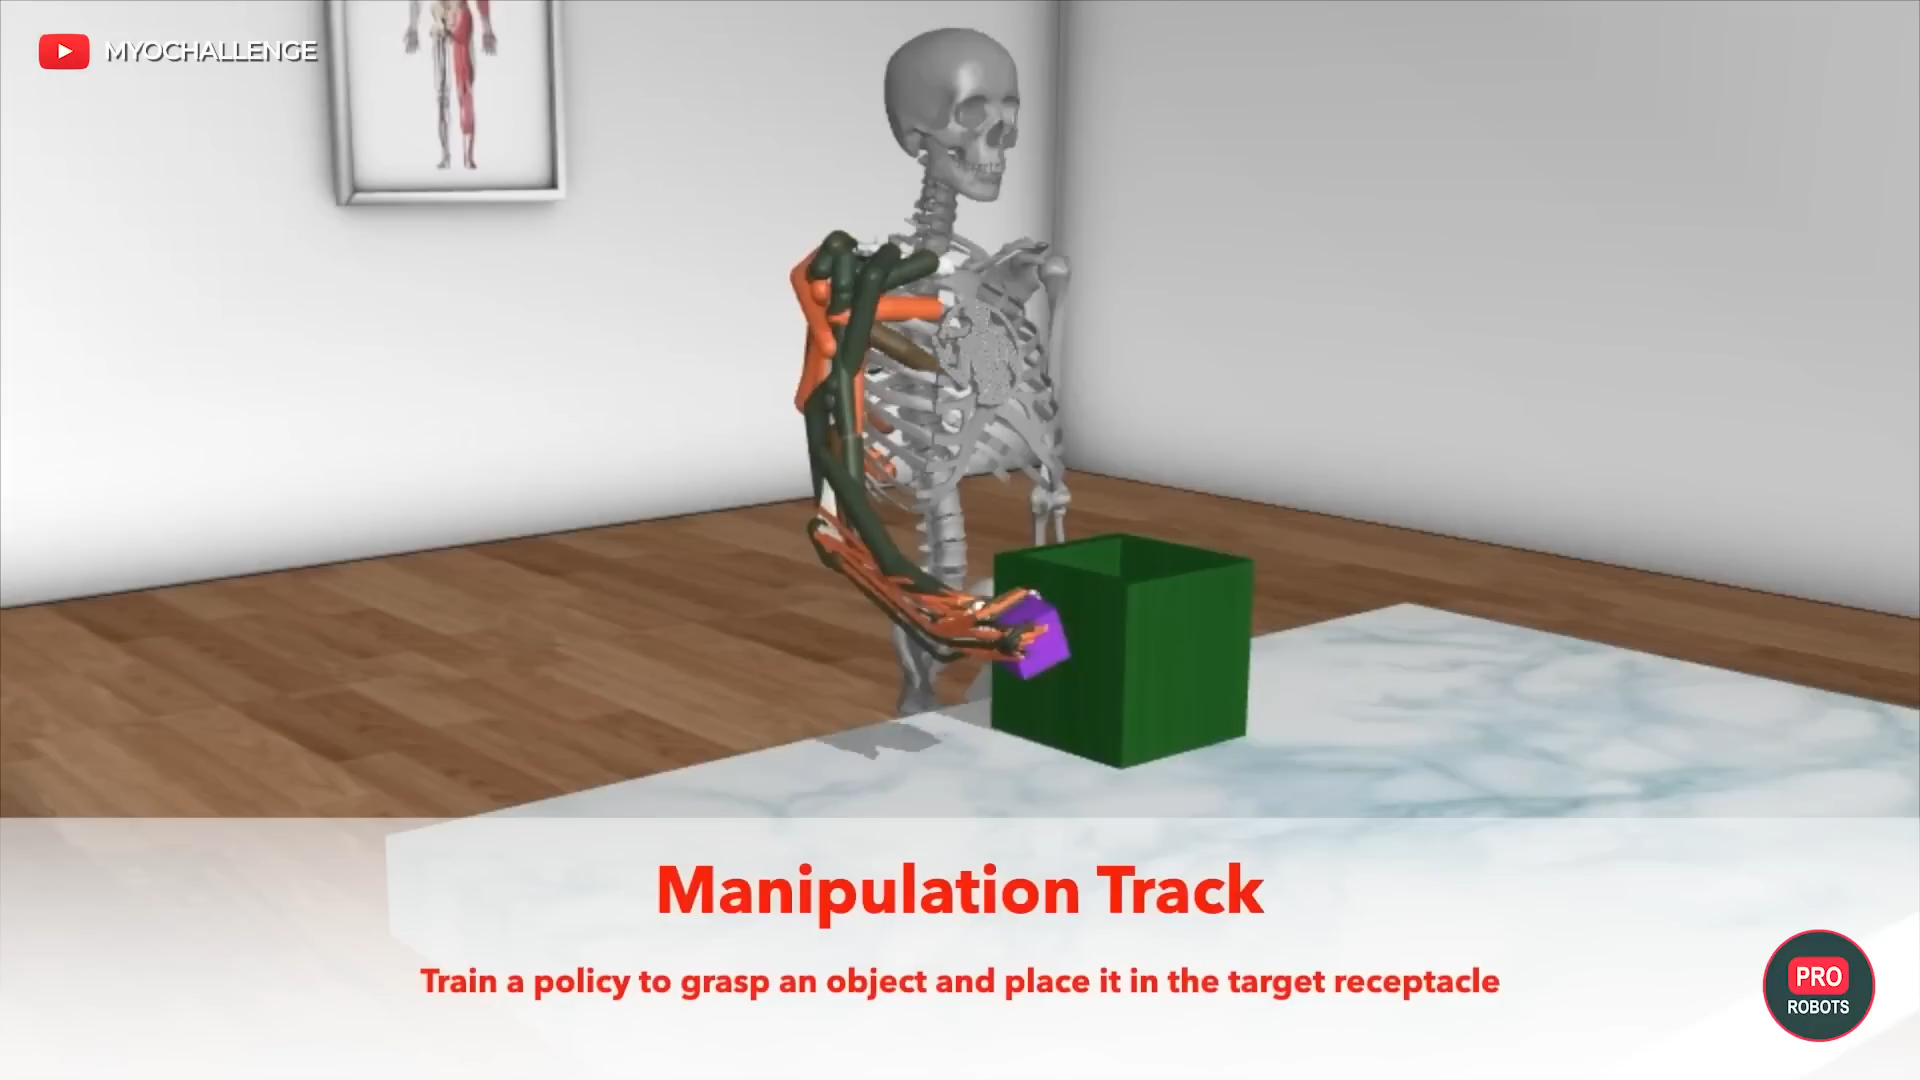 MYOCHALLENGE
Manipulation Track
Train a policy to grasp an object and place it in the target receptacle
PRO
ROBOTS